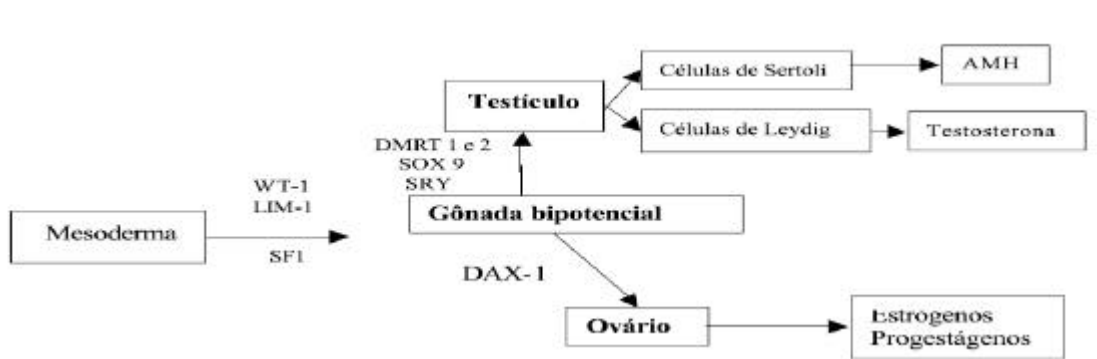 Células de Sertoli
AMH
Testículo
Células de Leydig
Testosterona
DMRT 1 e 2
SOX 9
SRY
WT-1
LIM-1
Gônada bipotencial
Mesoderma
SF1
DAX-1
Ovário
Estrogenos
Progestágenos